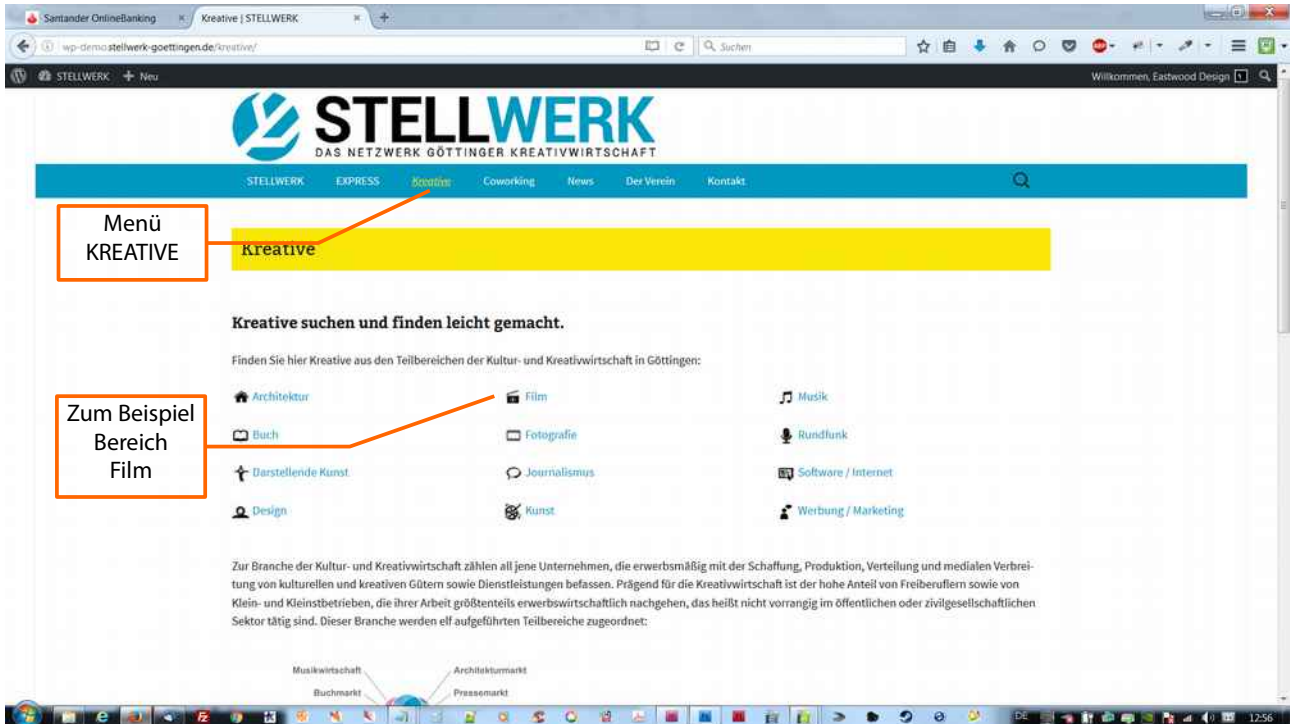 Santander OnlineBanking
Kreative | STELLWERK
wp-demo.stellwerk-goettingen.de/kreative/
Suchen
STELLWERK + Neu
Willkommen, Eastwood Design
STELLWERK
DAS NETZWERK GÖTTINGER KREATIVWIRTSCHAFT
STELLWERK EXPRESS Kreative Coworking News Der Verein Kontakt
Menü
KREATIVE
Kreative
Kreative suchen und finden leicht gemacht.
Finden Sie hier Kreative aus den Teilbereichen der Kultur- und Kreativwirtschaft in Göttingen:
Architektur Film Musik
Zum Beispiel
Bereich
Film
Buch Fotografie Rundfunk
Darstellende Kunst Journalismus Software / Internet
Design Kunst Werbung / Marketing
Zur Branche der Kultur- und Kreativwirtschaft zählen all jene Unternehmen, die erwerbsmäßig mit der Schaffung, Produktion, Verteilung und medialen Verbrei-
tung von kulturellen und kreativen Gütern sowie Dienstleistungen befassen. Prägend für die Kreativwirtschaft ist der hohe Anteil von Freiberuflern sowie von
Klein- und Kleinstbetrieben, die ihrer Arbeit größtenteils erwerbswirtschaftlich nachgehen, das heißt nicht vorrangig im öffentlichen oder zivilgesellschaftlichen
Sektor tätig sind. Dieser Branche werden elf aufgeführten Teilbereiche zugeordnet:
Musikwirtschaft Architekturmarkt
Buchmarkt Pressemarkt
DE 12:56